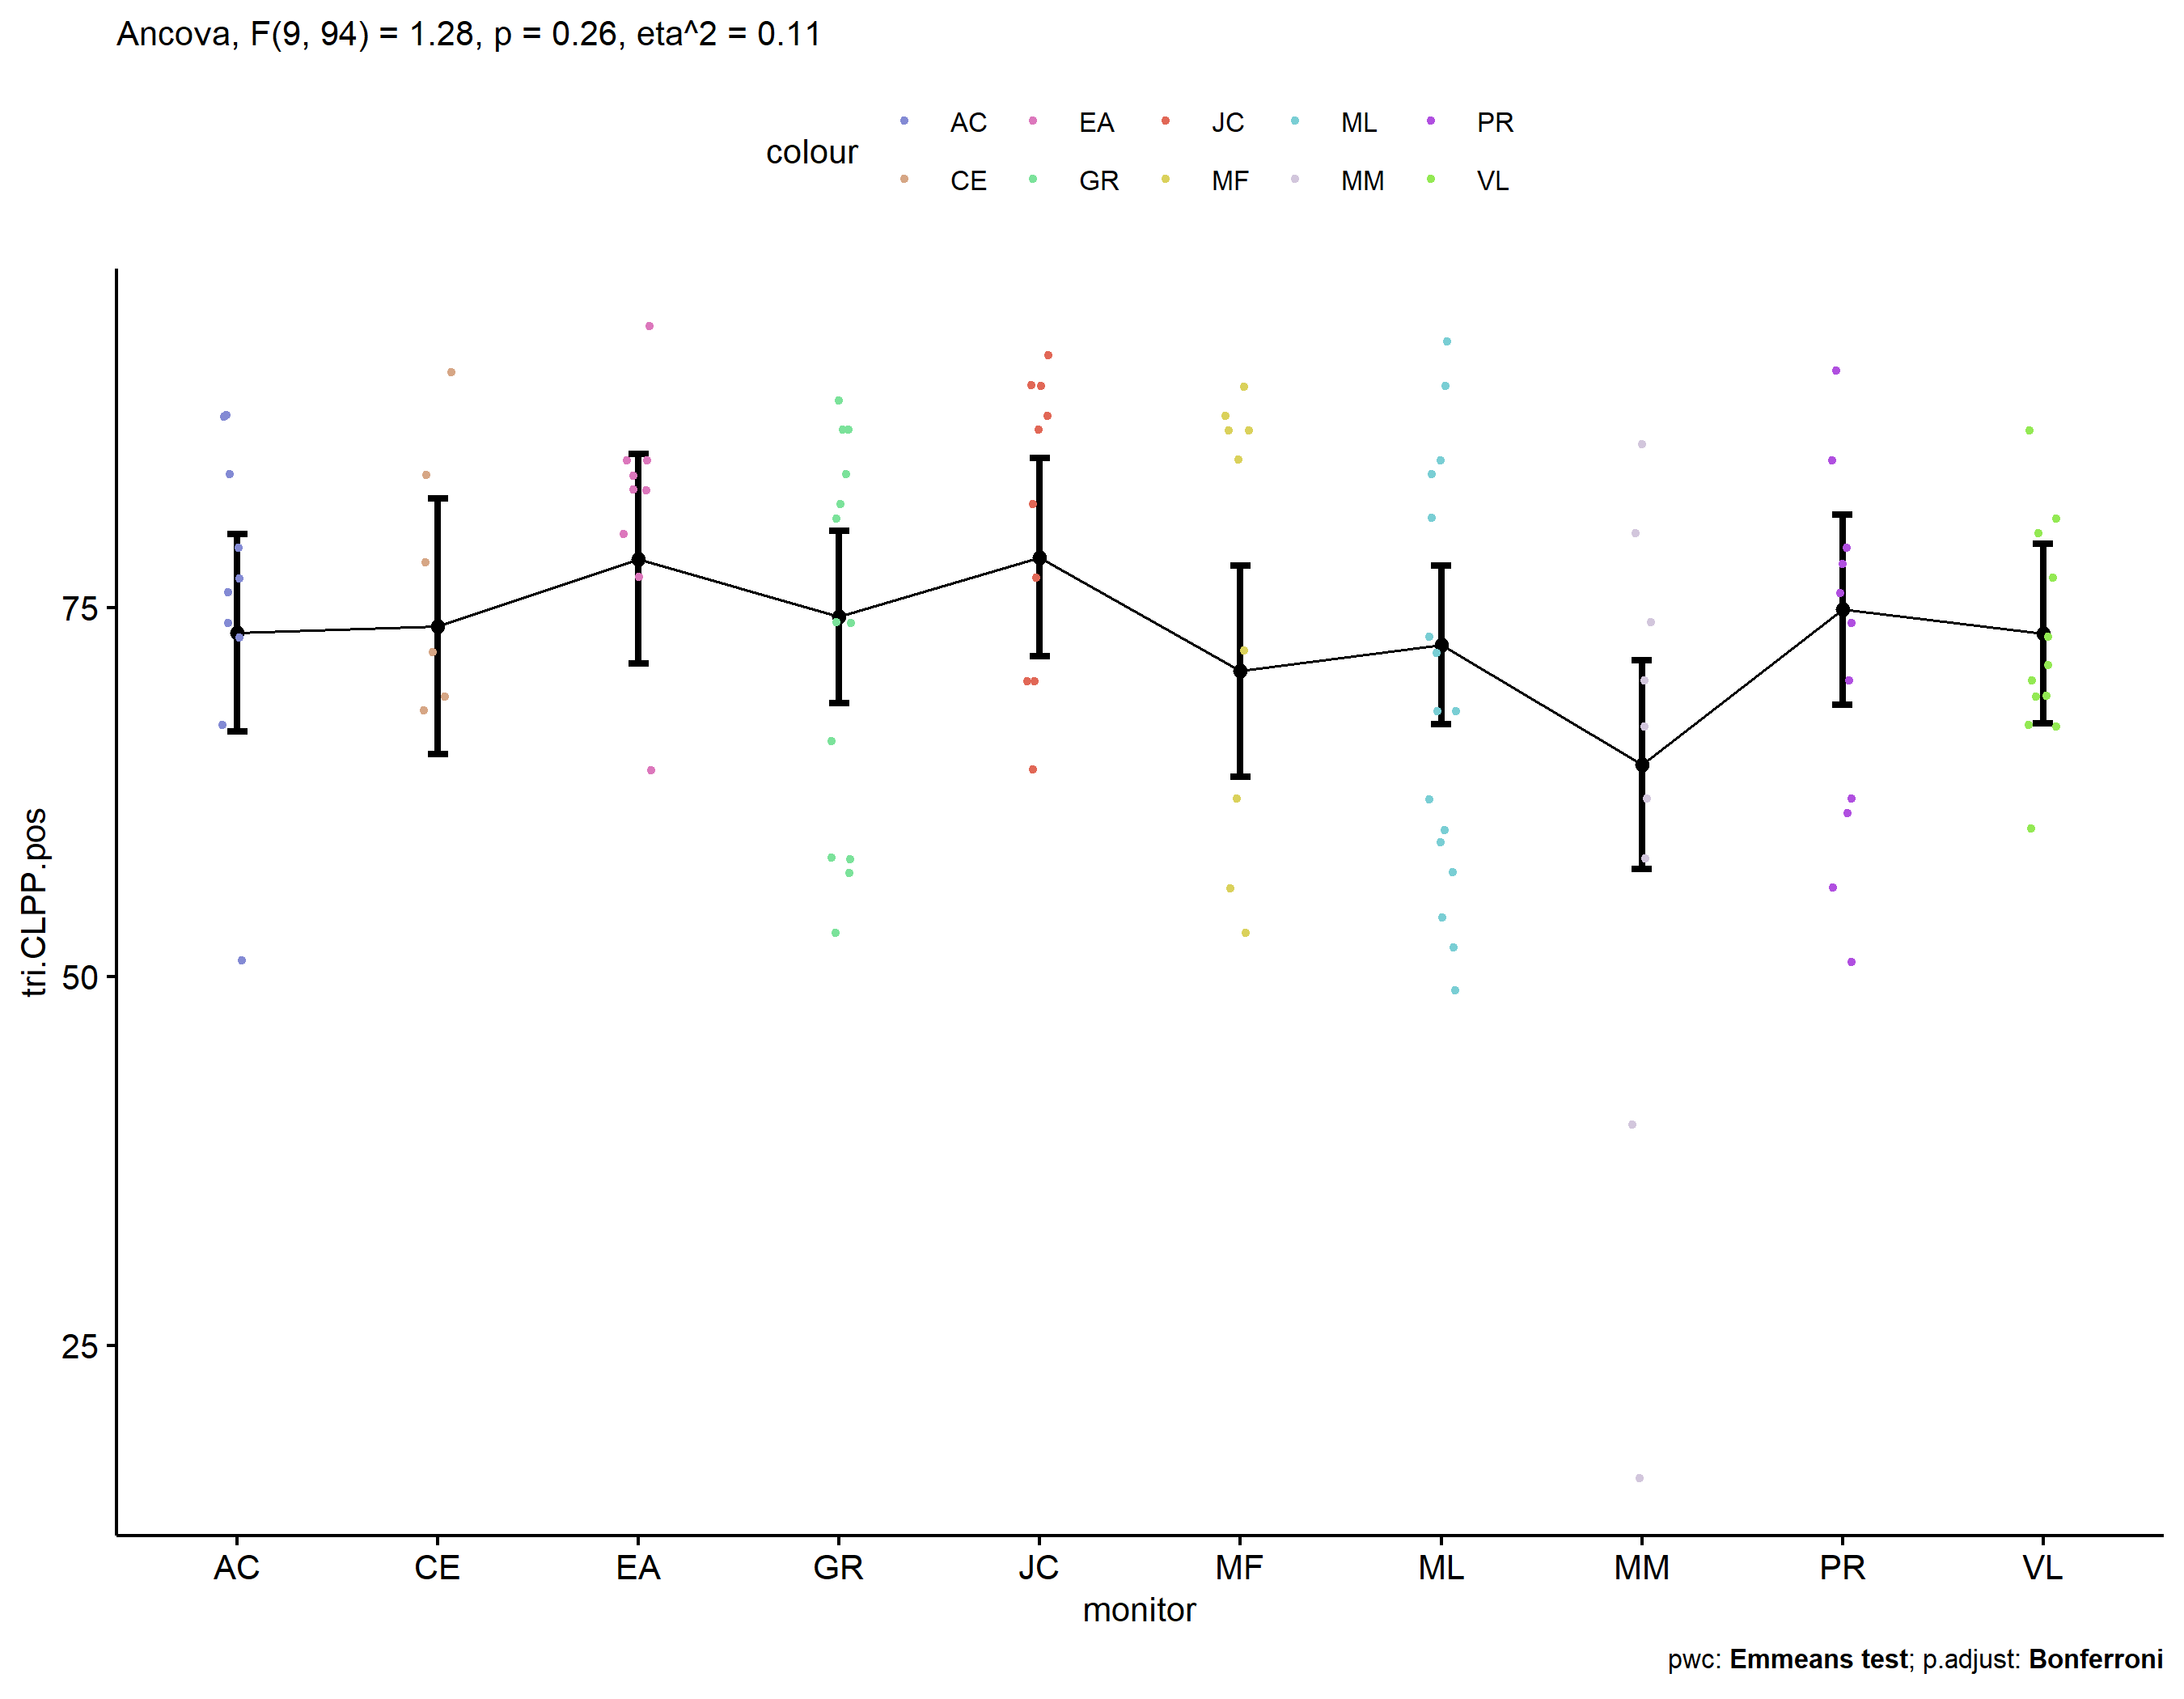 Ancova, F(9, 94) = 1.28, p = 0.26, eta^2 = 0.11
colour
AC EA JC ML PR
CE GR MF MM VL
tri.CLPP.pos
75
50
25
AC CE EA GR JC MF ML MM PR VL
monitor
pwc: Emmeans test; p.adjust: Bonferroni